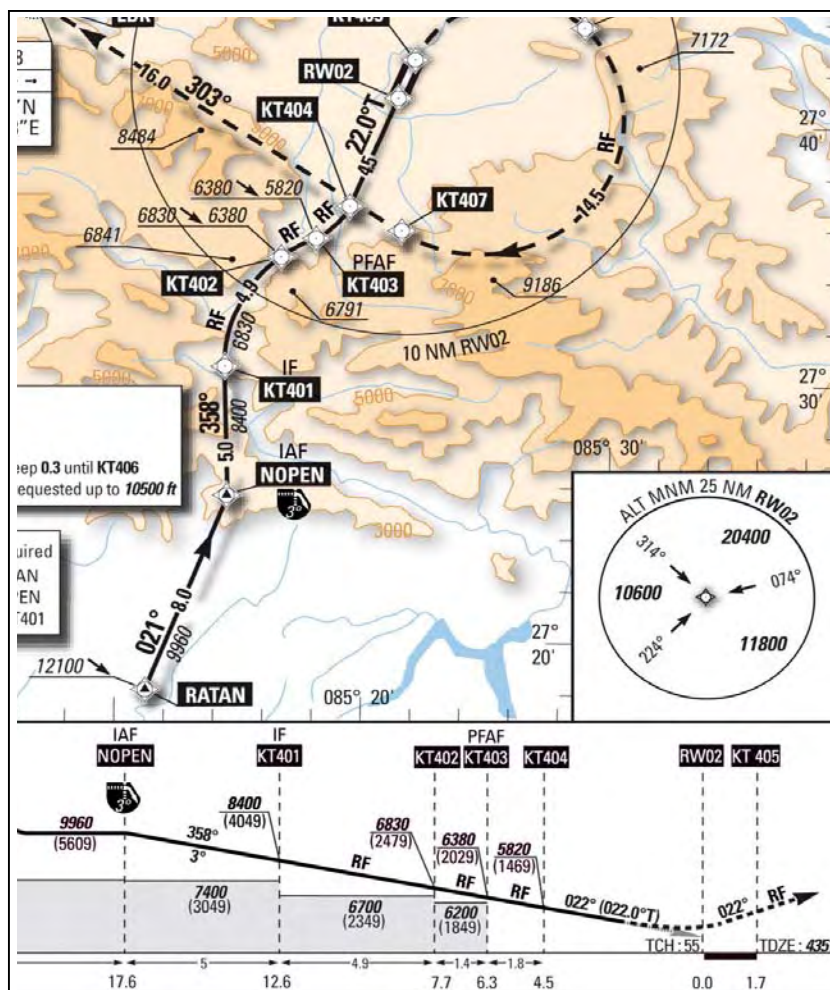 KT405
7172
RW02
16.0
303°
KT404
22.0°T
27°
40'
8484
5000
RF
4.5
14.5
6380 5820
KT407
6830 6380
RF
RF
6841
PFAF
KT402
KT403
7000
9186
4.9
RF
6830
6791
10 NM RW02
IF
KT401
5000
5000
27°
30'
358°
8400
eep 0.3 until KT406
equested up to 10500 ft
5.0
IAF
NOPEN
3°
3000
085° 30'
ALT MNM 25 NM RW02
20400
314°
074°
10600
224°
11800
uired
AN
PEN
T401
021°
8.0
9960
12100
RATAN
085° 20'
27°
20'
IAF
NOPEN
IF
KT401
PFAF
KT402 KT403 KT404
RW02 KT 405
3°
9960
(5609)
358°
3°
8400
(4049)
RF
6830
(2479)
6380
(2029)
5820
(1469)
RF
RF
022° (022.0°T)
022°
RF
7400
(3049)
6700
(2349)
6200
(1849)
TCH : 55
TDZE : 435
5 4.9 1.4 1.8
17.6 12.6 7.7 6.3 4.5 0.0 1.7